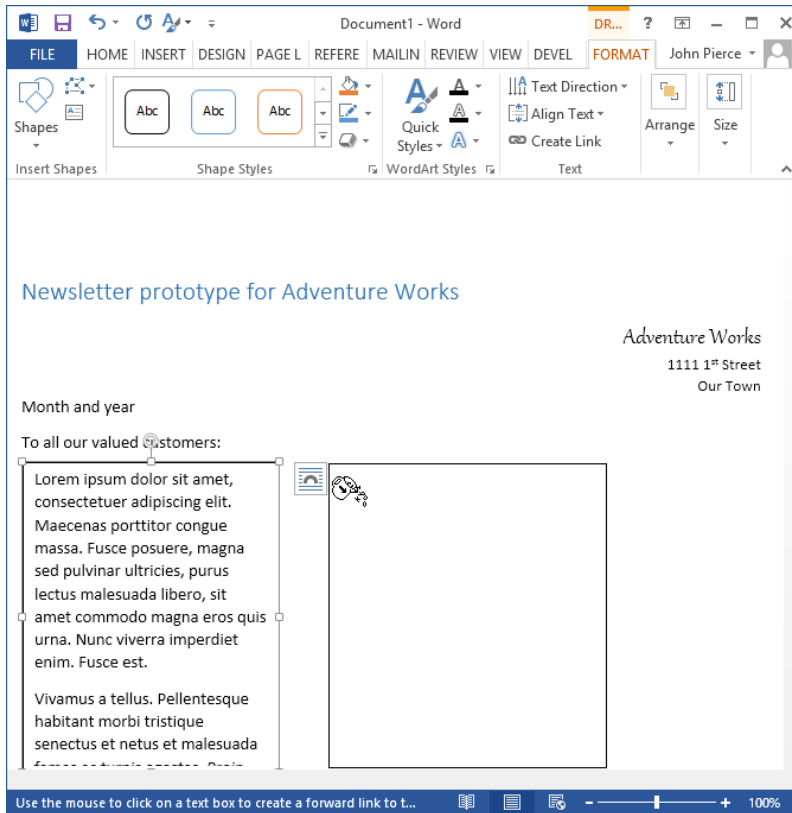 Document1 - Word
DR...
?
FILE HOME INSERT DESIGN PAGE L REFERE MAILIN REVIEW VIEW DEVEL FORMAT John Pierce
Shapes
Abc Abc Abc
Quick
Styles
Text Direction
Align Text
Create Link
Arrange
Size
Insert Shapes Shape Styles WordArt Styles Text
Newsletter prototype for Adventure Works
Adventure Works
1111 1st Street
Our Town
Month and year
To all our valued customers:
Lorem ipsum dolor sit amet,
consectetuer adipiscing elit.
Maecenas porttitor congue
massa. Fusce posuere, magna
sed pulvinar ultricies, purus
lectus malesuada libero, sit
amet commodo magna eros quis
urna. Nunc viverra imperdiet
enim. Fusce est.
Vivamus a tellus. Pellentesque
habitant morbi tristique
senectus et netus et malesuada
Use the mouse to click on a text box to create a forward link to t... 100%